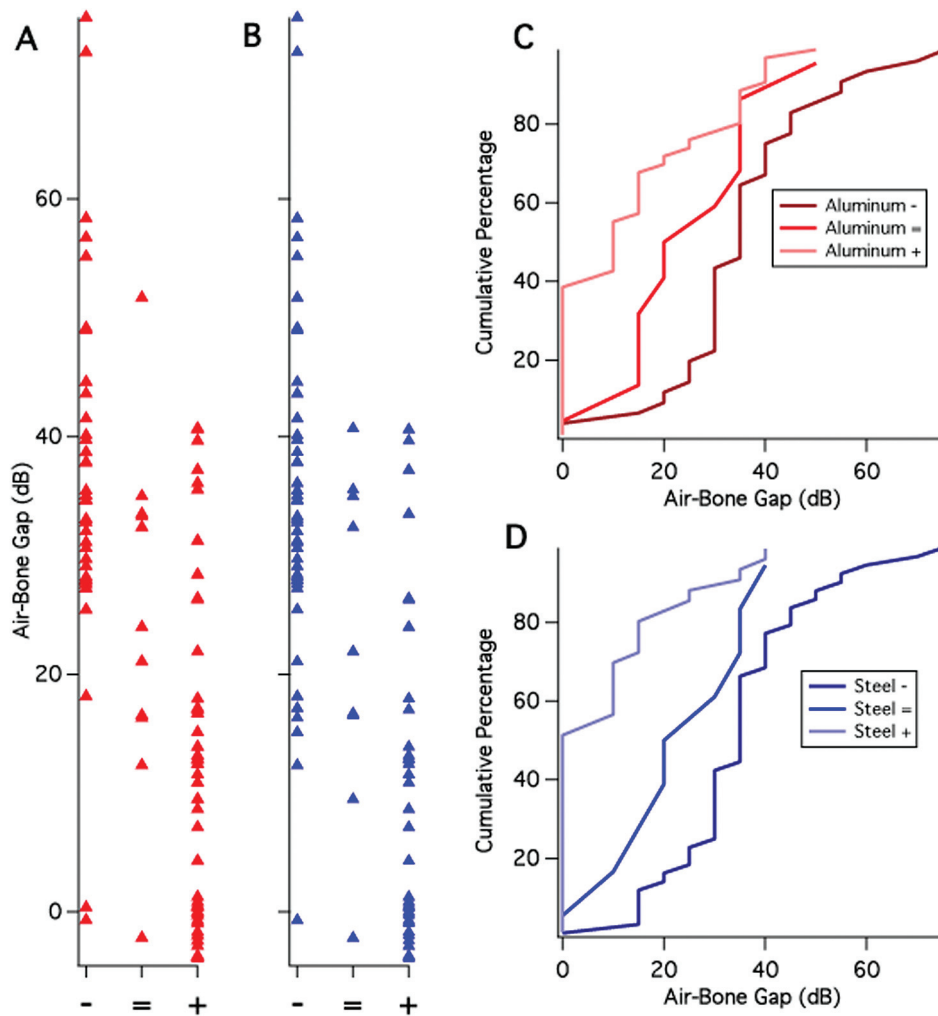 A
B
Air-Bone Gap (dB)
60
40
20
0
- = +
- = +
C
Cumulative Percentage
80
60
40
20
0 20 40 60
Air-Bone Gap (dB)
Aluminum -
Aluminum =
Aluminum +
D
Cumulative Percentage
80
60
40
20
0 20 40 60
Air-Bone Gap (dB)
Steel -
Steel =
Steel +